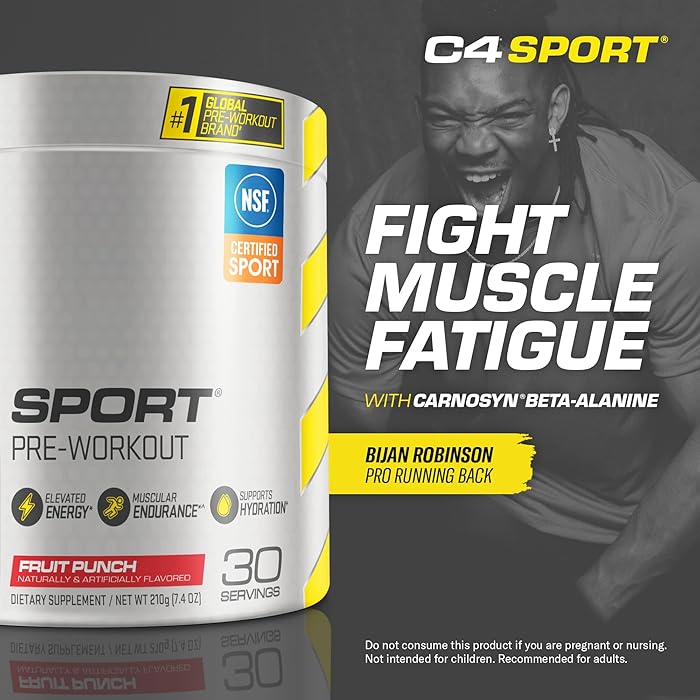 C4 SPORT®
#1 GLOBAL
PRE-WORKOUT
BRAND
NSF
CERTIFIED
SPORT
SPORT®
PRE-WORKOUT
ELEVATED
ENERGY*
MUSCULAR
ENDURANCE*^
SUPPORTS
HYDRATION*
FRUIT PUNCH
NATURALLY & ARTIFICIALLY FLAVORED
30
SERVINGS
DIETARY SUPPLEMENT / NET WT 210g (7.4 OZ)
FIGHT
MUSCLE
FATIGUE
WITH CARNOSYN® BETA-ALANINE
BIJAN ROBINSON
PRO RUNNING BACK
Do not consume this product if you are pregnant or nursing.
Not intended for children. Recommended for adults.